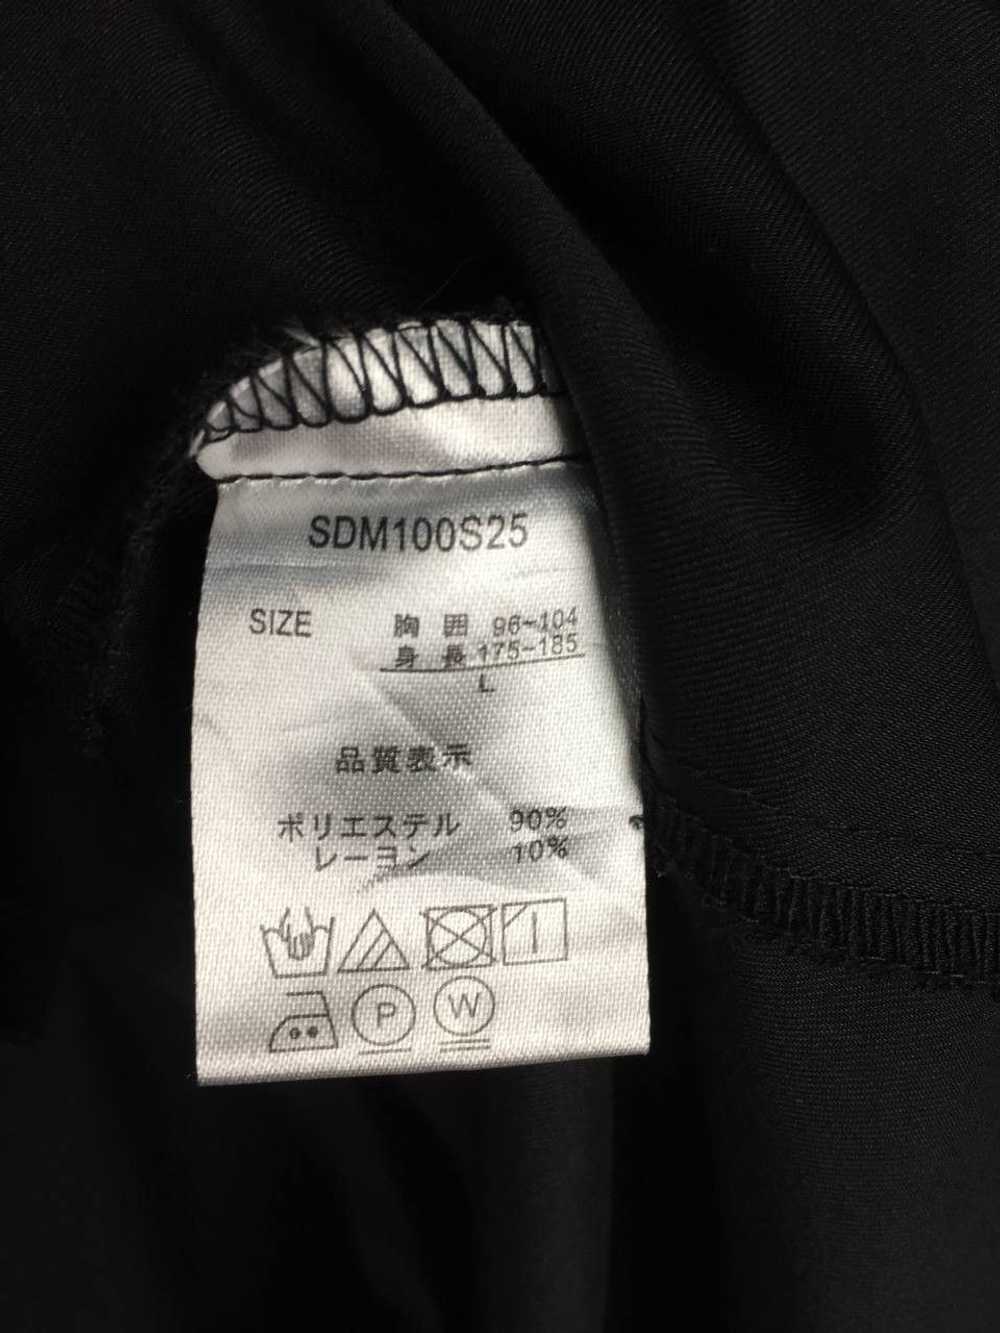 SDM100S25
SIZE 胸 囲 96~104
身 長 175~185
L
品質表示
ポリエステル 90%
レーヨン 10%
P W